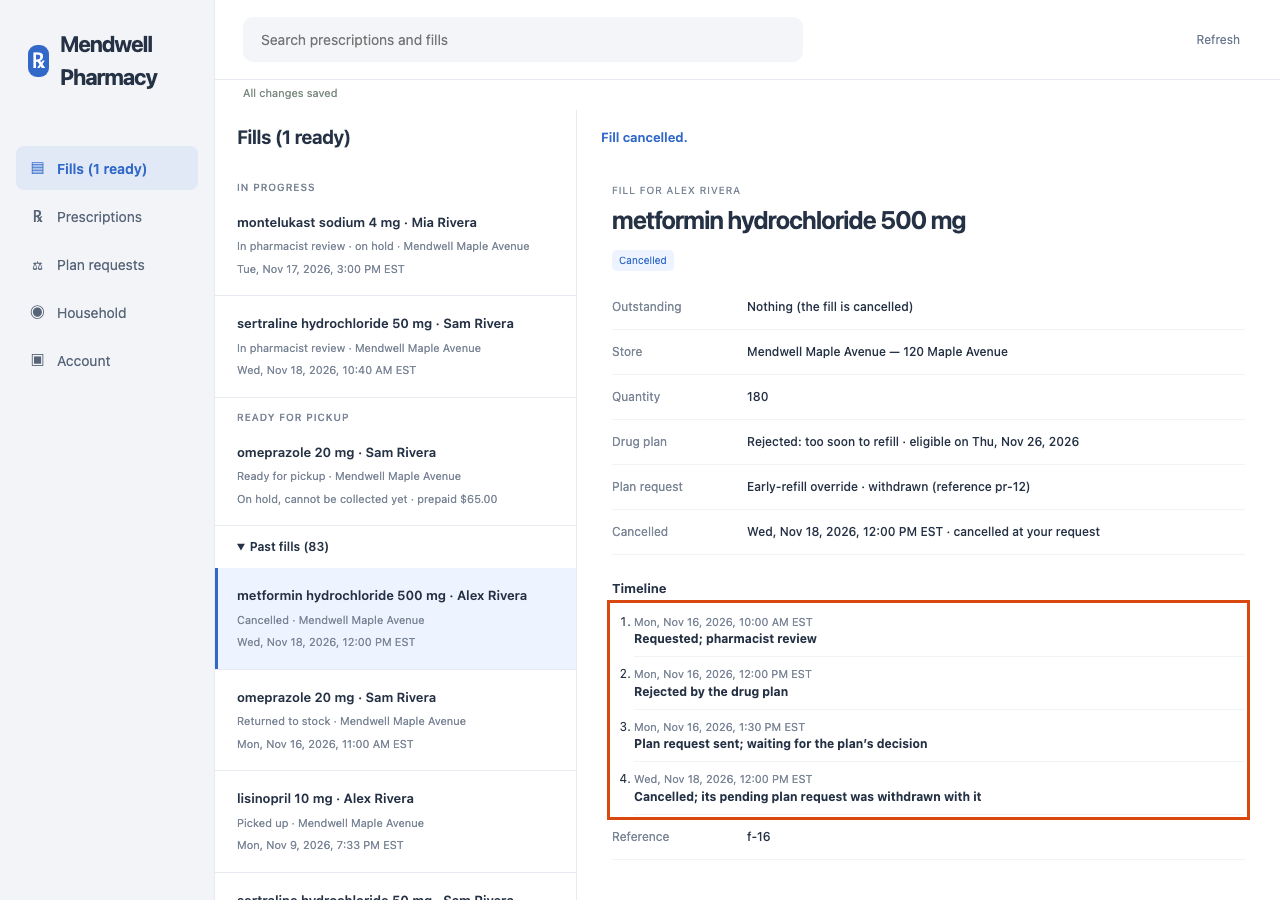 Mendwell
Pharmacy
Search prescriptions and fills
Refresh
All changes saved
Fills (1 ready)
Prescriptions
Plan requests
Household
Account
Fills (1 ready)
IN PROGRESS
montelukast sodium 4 mg · Mia Rivera
In pharmacist review · on hold · Mendwell Maple Avenue
Tue, Nov 17, 2026, 3:00 PM EST
sertraline hydrochloride 50 mg · Sam Rivera
In pharmacist review · Mendwell Maple Avenue
Wed, Nov 18, 2026, 10:40 AM EST
READY FOR PICKUP
omeprazole 20 mg · Sam Rivera
Ready for pickup · Mendwell Maple Avenue
On hold, cannot be collected yet · prepaid $65.00
▼ Past fills (83)
metformin hydrochloride 500 mg · Alex Rivera
Cancelled · Mendwell Maple Avenue
Wed, Nov 18, 2026, 12:00 PM EST
omeprazole 20 mg · Sam Rivera
Returned to stock · Mendwell Maple Avenue
Mon, Nov 16, 2026, 11:00 AM EST
lisinopril 10 mg · Alex Rivera
Picked up · Mendwell Maple Avenue
Mon, Nov 9, 2026, 7:33 PM EST
sertraline hydrochloride 50 mg · Sam Rivera
Fill cancelled.
FILL FOR ALEX RIVERA
metformin hydrochloride 500 mg
Cancelled
Outstanding Nothing (the fill is cancelled)
Store Mendwell Maple Avenue — 120 Maple Avenue
Quantity 180
Drug plan Rejected: too soon to refill · eligible on Thu, Nov 26, 2026
Plan request Early-refill override · withdrawn (reference pr-12)
Cancelled Wed, Nov 18, 2026, 12:00 PM EST · cancelled at your request
Timeline
1. Mon, Nov 16, 2026, 10:00 AM EST
Requested; pharmacist review
2. Mon, Nov 16, 2026, 12:00 PM EST
Rejected by the drug plan
3. Mon, Nov 16, 2026, 1:30 PM EST
Plan request sent; waiting for the plan’s decision
4. Wed, Nov 18, 2026, 12:00 PM EST
Cancelled; its pending plan request was withdrawn with it
Reference f-16